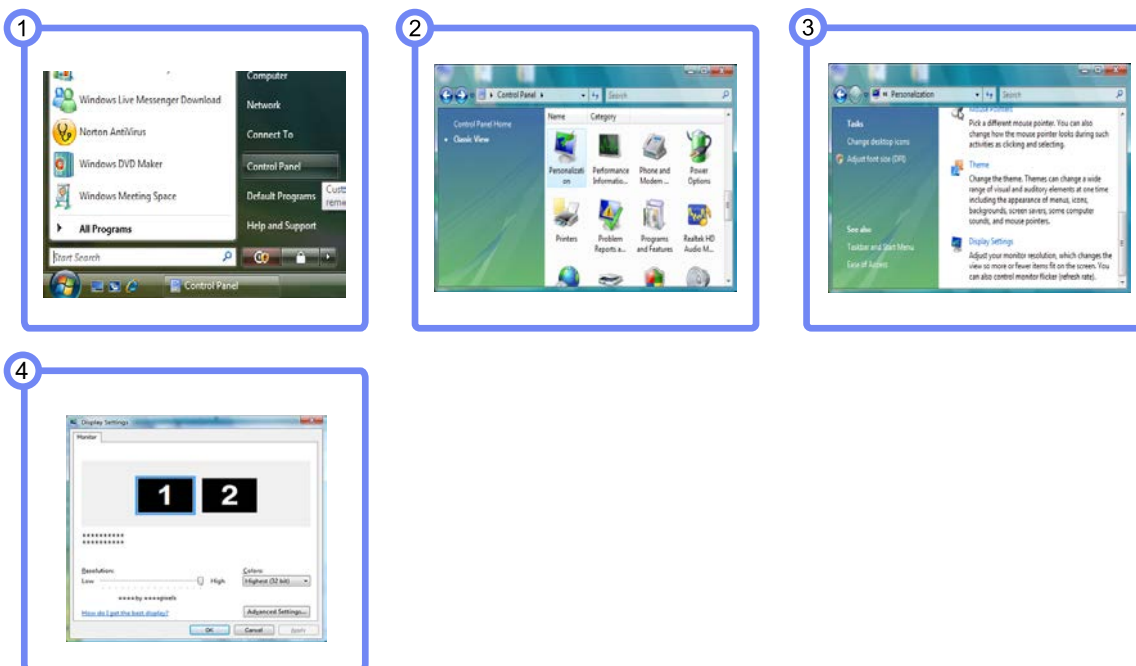 1
Computer
Windows Live Messenger Download
Network
Norton AntiVirus
Connect To
Windows DVD Maker
Control Panel
Windows Meeting Space
Default Programs
Cust
rem
All Programs
Help and Support
Start Search
Control Panel
2
Control Panel
Search
Control Panel Home
Classic View
Name Category
Personalizati
on
Performance
Informatio...
Phone and
Modem ...
Power
Options
Printers
Problem
Reports a...
Programs
and Features
Realtek HD
Audio M...
3
« Personalization
Search
Tasks
Change desktop icons
Adjust font size (DPI)
See also
Taskbar and Start Menu
Ease of Access
Mouse Pointers
Pick a different mouse pointer. You can also
change how the mouse pointer looks during such
activities as clicking and selecting.
Theme
Change the theme. Themes can change a wide
range of visual and auditory elements at one time
including the appearance of menus, icons,
backgrounds, screen savers, some computer
sounds, and mouse pointers.
Display Settings
Adjust your monitor resolution, which changes the
view so more or fewer items fit on the screen. You
can also control monitor flicker (refresh rate).
4
Display Settings
Monitor
1 2
**********
**********
Resolution:
Low High
Colors:
Highest (32 bit)
**** by **** pixels
How do I get the best display?
Advanced Settings...
OK Cancel Apply